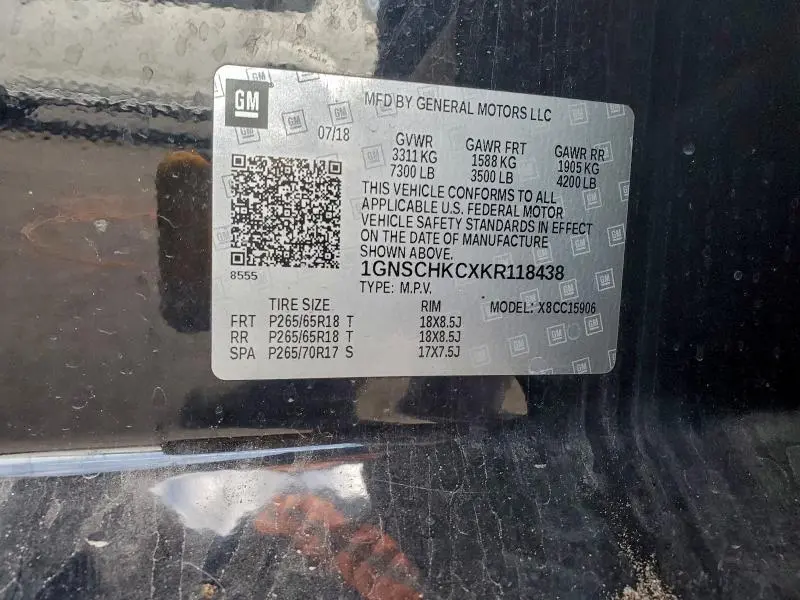 GM
MFD BY GENERAL MOTORS LLC
07/18
GVWR GAWR FRT GAWR RR
3311 KG 1588 KG 1905 KG
7300 LB 3500 LB 4200 LB
THIS VEHICLE CONFORMS TO ALL
APPLICABLE U.S. FEDERAL MOTOR
VEHICLE SAFETY STANDARDS IN EFFECT
ON THE DATE OF MANUFACTURE
SHOWN ABOVE.
8555
1GNSCHKCXKR118438
TYPE: M.P.V.
TIRE SIZE RIM MODEL: X8CC15906
FRT P265/65R18 T 18X8.5J
RR P265/65R18 T 18X8.5J
SPA P265/70R17 S 17X7.5J